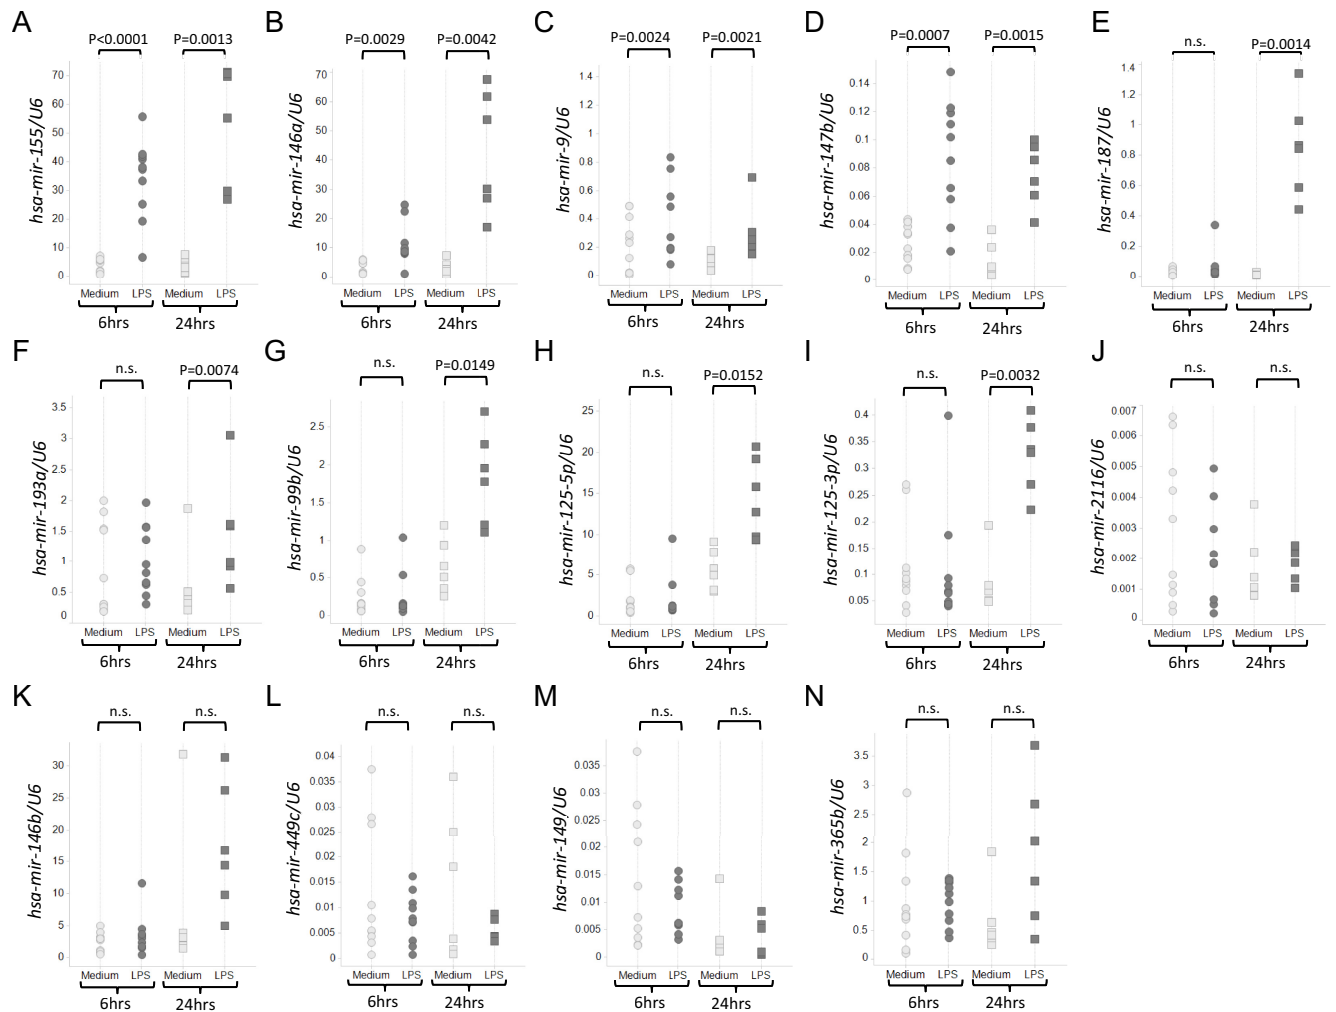 A
P<0.0001 P=0.0013
hsa-mir-155/U6
70
60
50
40
30
20
10
0
Medium LPS Medium LPS
6hrs 24hrs
B
P=0.0029 P=0.0042
hsa-mir-146a/U6
70
60
50
40
30
20
10
0
Medium LPS Medium LPS
6hrs 24hrs
C
P=0.0024 P=0.0021
hsa-mir-9/U6
1.4
1.2
1
0.8
0.6
0.4
0.2
0
Medium LPS Medium LPS
6hrs 24hrs
D
P=0.0007 P=0.0015
hsa-mir-147b/U6
0.14
0.12
0.1
0.08
0.06
0.04
0.02
0
Medium LPS Medium LPS
6hrs 24hrs
E
n.s. P=0.0014
hsa-mir-187/U6
1.4
1.2
1
0.8
0.6
0.4
0.2
0
Medium LPS Medium LPS
6hrs 24hrs
F
n.s. P=0.0074
hsa-mir-193a/U6
3.5
3
2.5
2
1.5
1
0.5
0
Medium LPS Medium LPS
6hrs 24hrs
G
n.s. P=0.0149
hsa-mir-99b/U6
2.5
2
1.5
1
0.5
0
Medium LPS Medium LPS
6hrs 24hrs
H
n.s. P=0.0152
hsa-mir-125-5p/U6
25
20
15
10
5
0
Medium LPS Medium LPS
6hrs 24hrs
I
n.s. P=0.0032
hsa-mir-125-3p/U6
0.4
0.35
0.3
0.25
0.2
0.15
0.1
0.05
Medium LPS Medium LPS
6hrs 24hrs
J
n.s. n.s.
hsa-mir-2116/U6
0.007
0.006
0.005
0.004
0.003
0.002
0.001
0
Medium LPS Medium LPS
6hrs 24hrs
K
n.s. n.s.
hsa-mir-146b/U6
30
25
20
15
10
5
0
Medium LPS Medium LPS
6hrs 24hrs
L
n.s. n.s.
hsa-mir-449c/U6
0.04
0.035
0.03
0.025
0.02
0.015
0.01
0.005
0
Medium LPS Medium LPS
6hrs 24hrs
M
n.s. n.s.
hsa-mir-149/U6
0.035
0.03
0.025
0.02
0.015
0.01
0.005
0
Medium LPS Medium LPS
6hrs 24hrs
N
n.s. n.s.
hsa-mir-365b/U6
3.5
3
2.5
2
1.5
1
0.5
0
Medium LPS Medium LPS
6hrs 24hrs